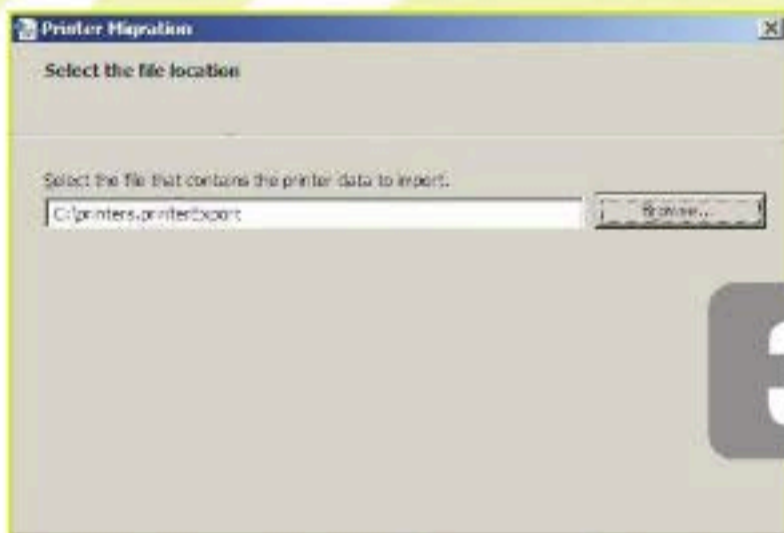 Printer Migration
Select the file location
Select the file that contains the printer data to import.
C:\printers.printerExport
Browse...
3